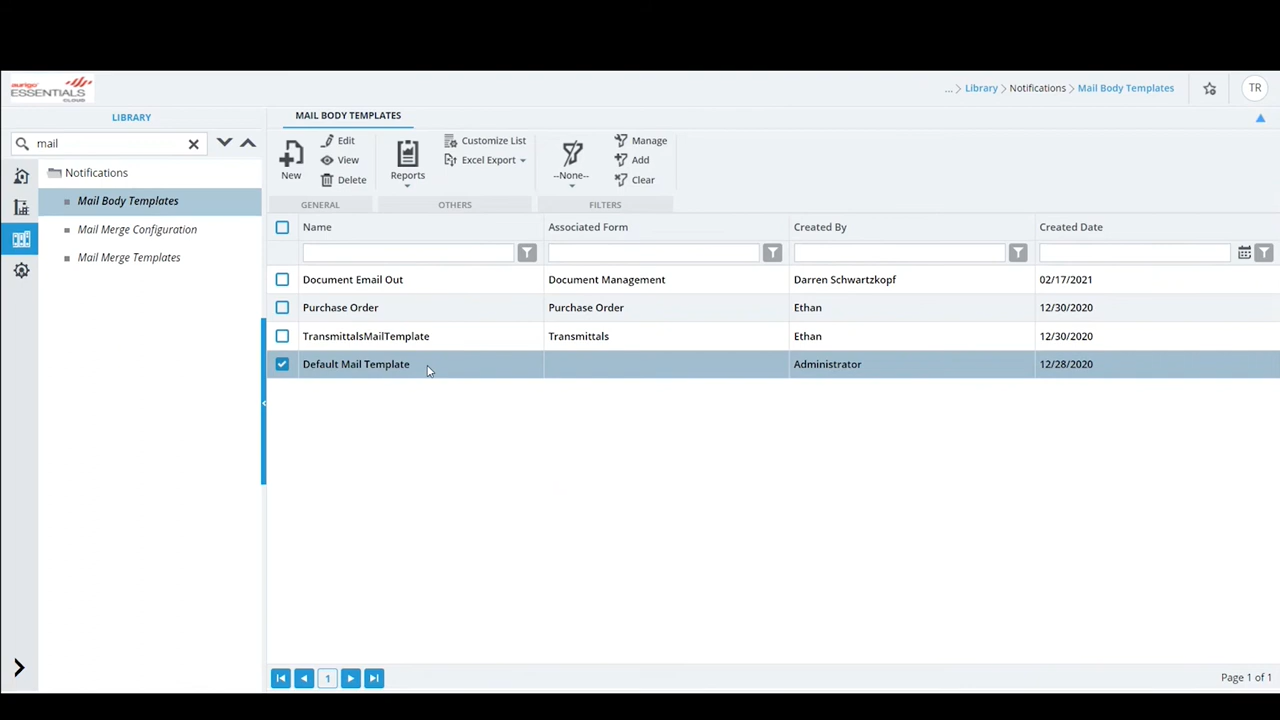 aurigo
ESSENTIALS
CLOUD
... > Library > Notifications > Mail Body Templates
TR
LIBRARY
MAIL BODY TEMPLATES
mail
New
Edit
View
Delete
Reports
Customize List
Excel Export
--None--
Manage
Add
Clear
GENERAL
OTHERS
FILTERS
Notifications
Mail Body Templates
Mail Merge Configuration
Mail Merge Templates
Name Associated Form Created By Created Date
Document Email Out Document Management Darren Schwartzkopf 02/17/2021
Purchase Order Purchase Order Ethan 12/30/2020
TransmittalsMailTemplate Transmittals Ethan 12/30/2020
Default Mail Template Administrator 12/28/2020
1
Page 1 of 1